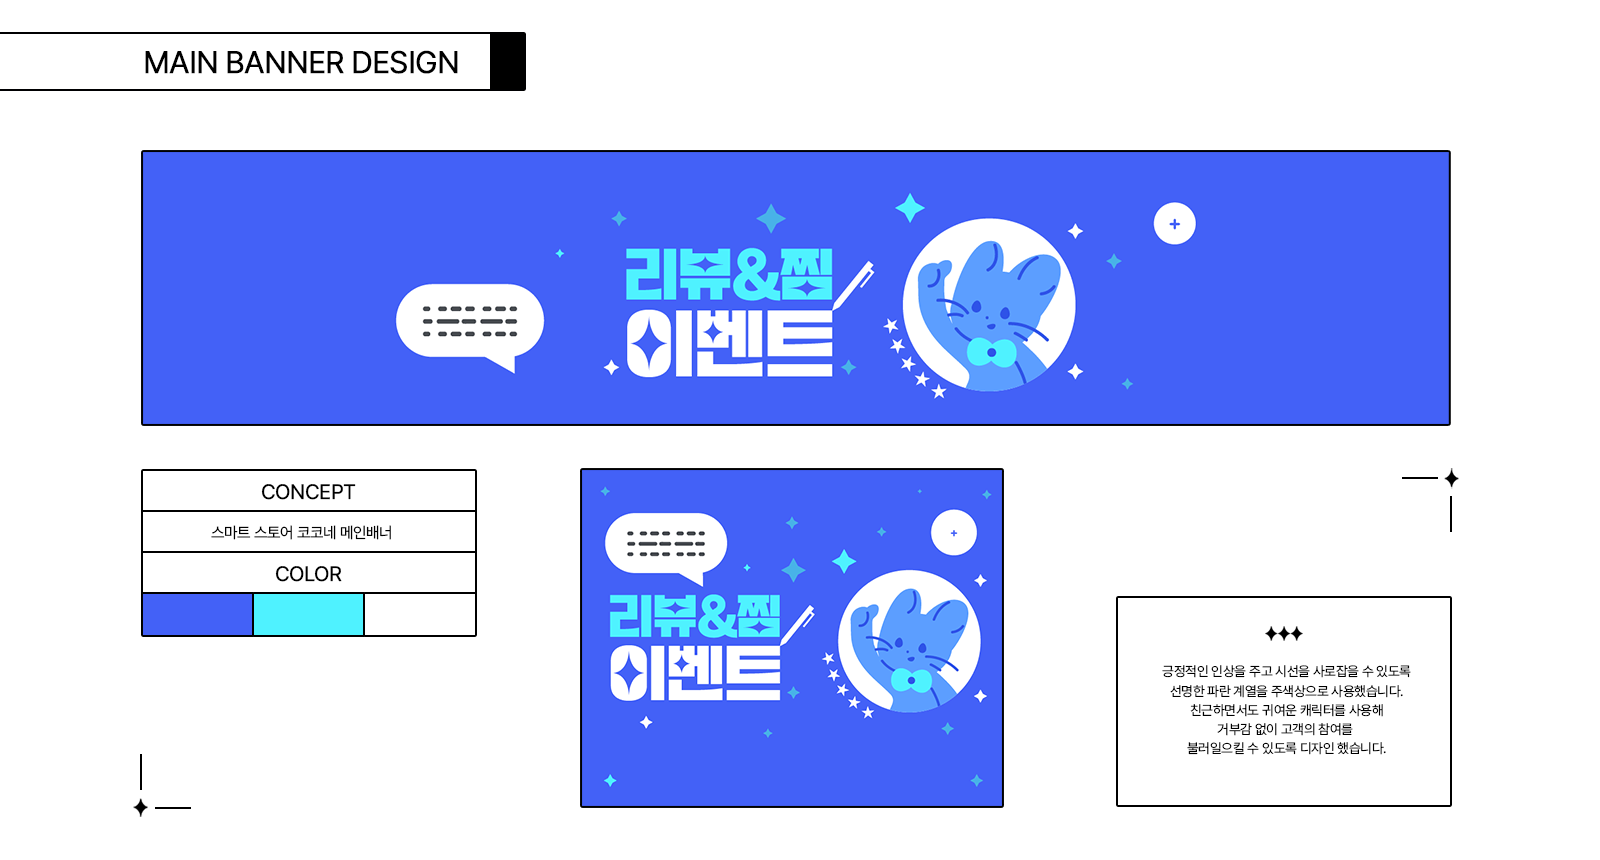 MAIN BANNER DESIGN
리뷰&찜
이벤트
CONCEPT
스마트 스토어 코코네 메인배너
COLOR
리뷰&찜
이벤트
긍정적인 인상을 주고 시선을 사로잡을 수 있도록
선명한 파란 계열을 주색상으로 사용했습니다.
친근하면서도 귀여운 캐릭터를 사용해
거부감 없이 고객의 참여를
불러일으킬 수 있도록 디자인 했습니다.